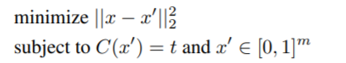 minimize ||x − x′||₂²
subject to C(x′) = t and x′ ∈ [0, 1]ᵐ